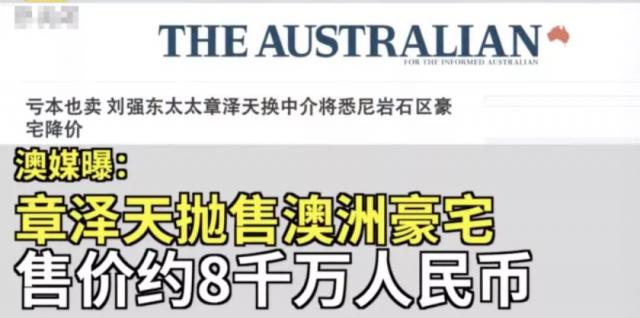 THE AUSTRALIAN
FOR THE INFORMED AUSTRALIAN
亏本也卖 刘强东太太章泽天换中介将悉尼岩石区豪
宅降价
澳媒曝：
章泽天抛售澳洲豪宅
售价约8千万人民币